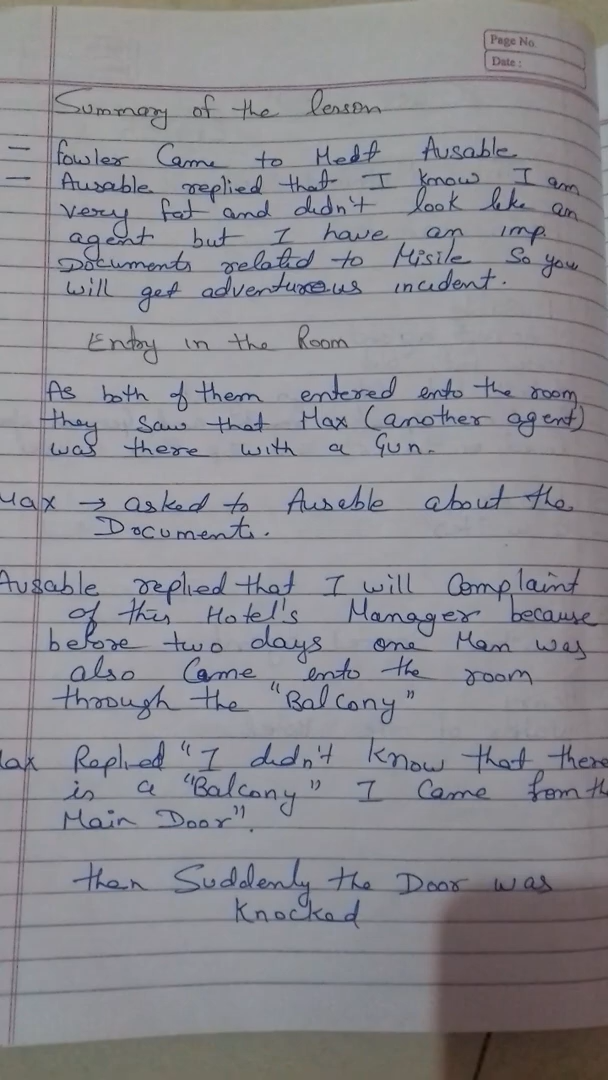 Page No.
Date :
Summary of the lesson
– fowler Came to Meet Ausable
– Ausable replied that I know I am
very fat and didn't look like an
agent but I have an imp.
Documents related to Misile So you
will get adventureous incident.
Entry in the Room
As both of them entered ento the room
they saw that Max (another agent)
was there with a Gun.
Max → asked to Auseble about the
Documents.
Ausable replied that I will Complaint
of this Hotel's Manager because
before two days one Man was
also Came ento the room
through the "Balcony"
Max Replied "I didn't know that there
is a "Balcony" I Came from the
Main Door".
then Suddenly the Door was
Knocked